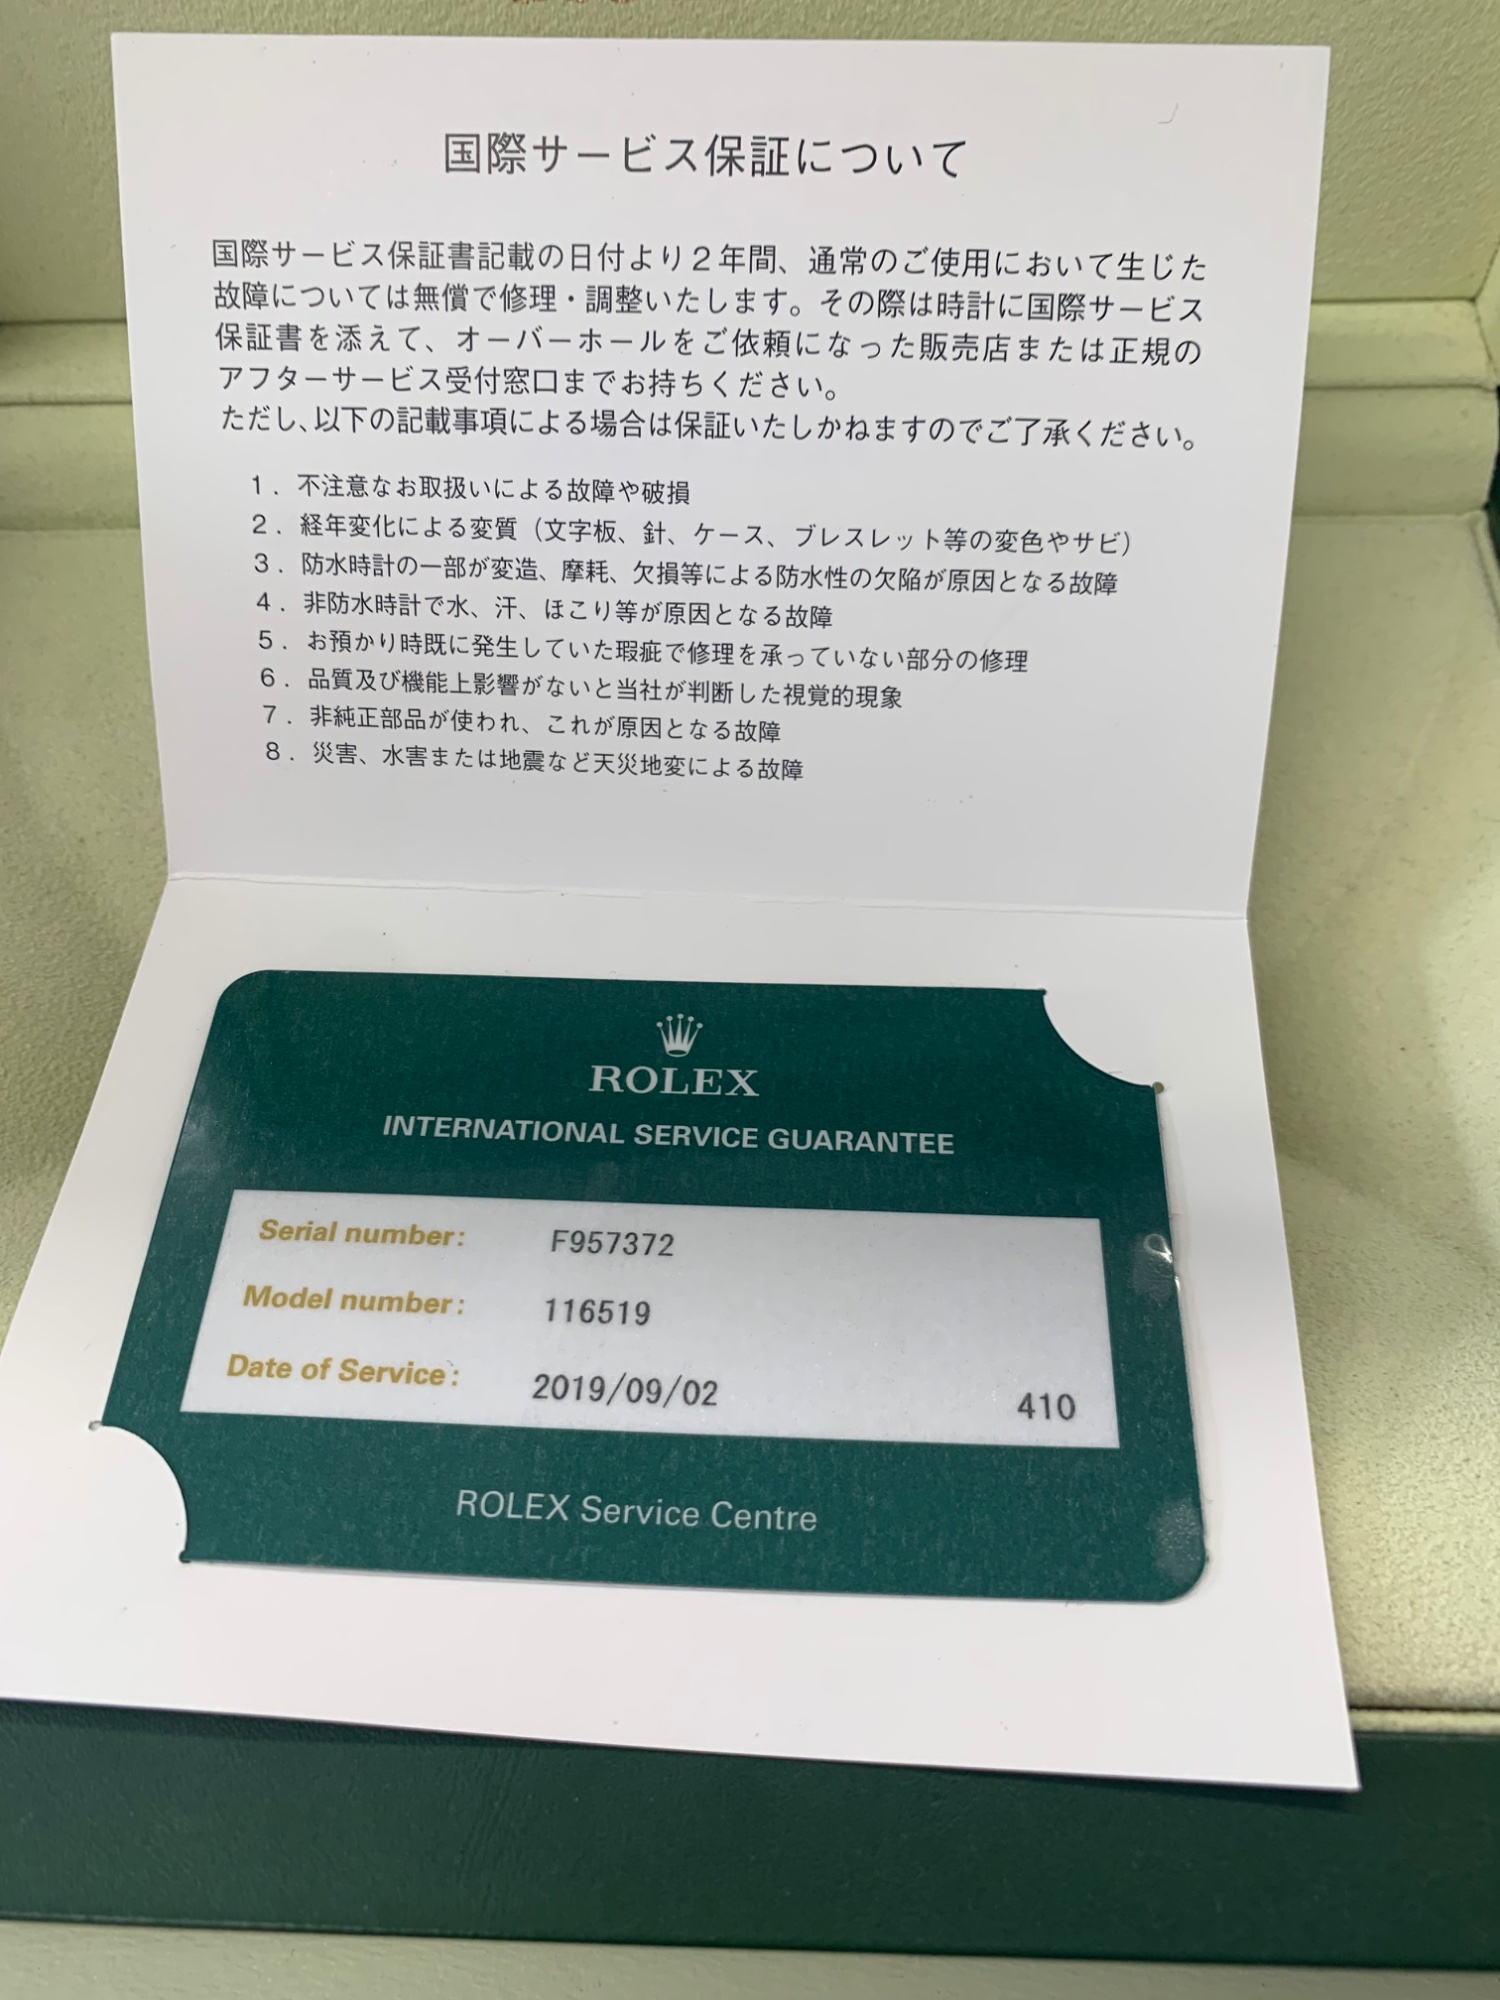 国際サービス保証について
国際サービス保証書記載の日付より２年間、通常のご使用において生じた
故障については無償で修理・調整いたします。その際は時計に国際サービス
保証書を添えて、オーバーホールをご依頼になった販売店または正規の
アフターサービス受付窓口までお持ちください。
ただし、以下の記載事項による場合は保証いたしかねますのでご了承ください。
１．不注意なお取扱いによる故障や破損
２．経年変化による変質（文字板、針、ケース、ブレスレット等の変色やサビ）
３．防水時計の一部が変造、摩耗、欠損等による防水性の欠陥が原因となる故障
４．非防水時計で水、汗、ほこり等が原因となる故障
５．お預かり時既に発生していた瑕疵で修理を承っていない部分の修理
６．品質及び機能上影響がないと当社が判断した視覚的現象
７．非純正部品が使われ、これが原因となる故障
８．災害、水害または地震など天災地変による故障
ROLEX
INTERNATIONAL SERVICE GUARANTEE
Serial number: F957372
Model number: 116519
Date of Service: 2019/09/02 410
ROLEX Service Centre